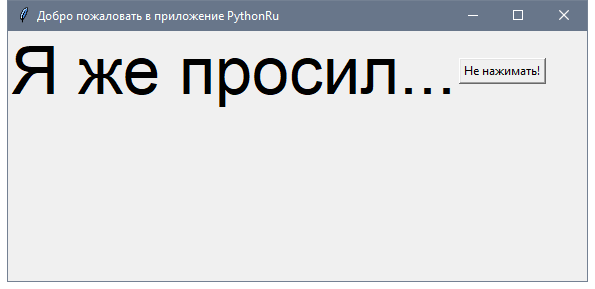 Добро пожаловать в приложение PythonRu
Я же просил...
Не нажимать!